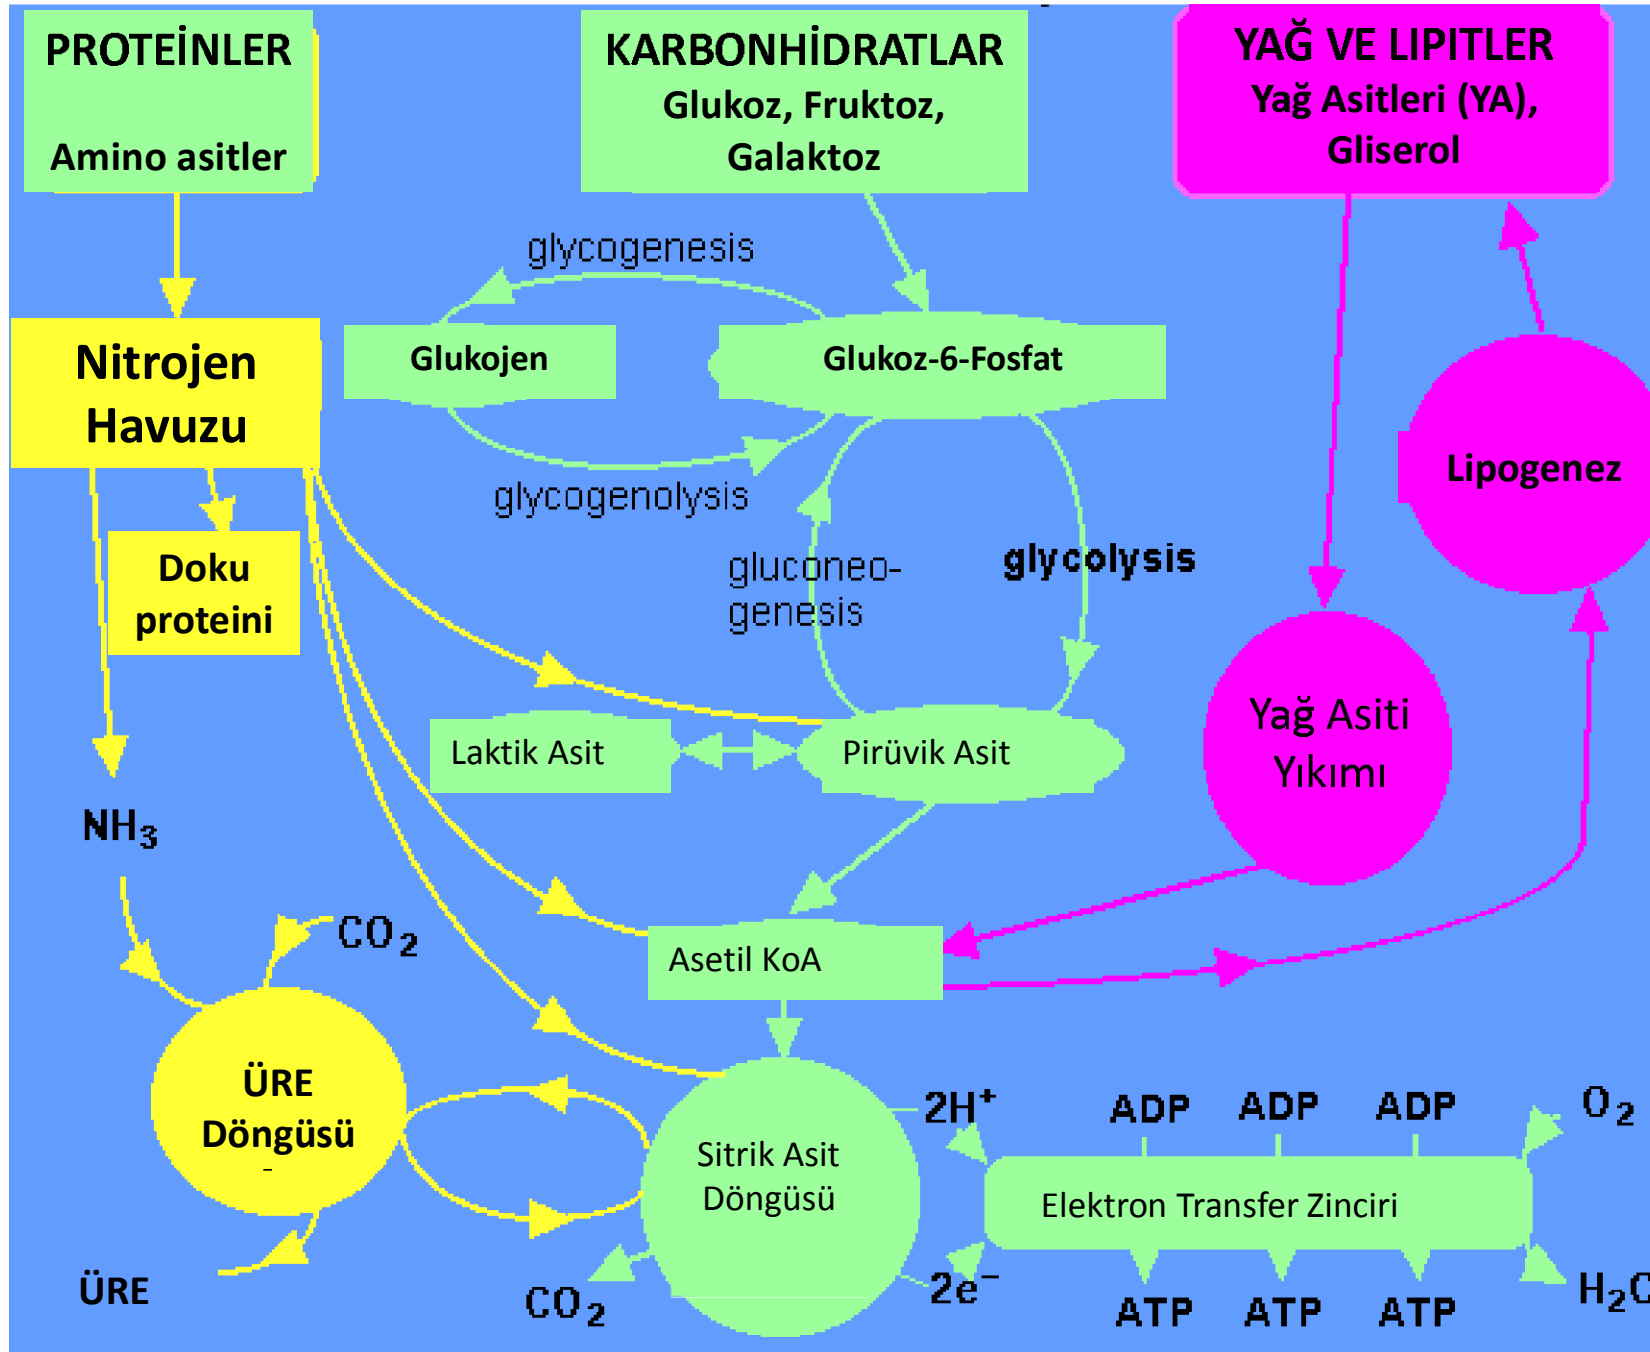 PROTEİNLER
Amino asitler
KARBONHİDRATLAR
Glukoz, Fruktoz,
Galaktoz
YAĞ VE LIPITLER
Yağ Asitleri (YA),
Gliserol
glycogenesis
Nitrojen
Havuzu
Glukojen
Glukoz-6-Fosfat
Lipogenez
glycogenolysis
Doku
proteini
gluconeo-
genesis
glycolysis
Laktik Asit
Pirüvik Asit
Yağ Asiti
Yıkımı
NH₃
CO₂
Asetil KoA
ÜRE
Döngüsü
Sitrik Asit
Döngüsü
2H⁺
ADP ADP ADP
O₂
Elektron Transfer Zinciri
ÜRE
CO₂
2e⁻
ATP ATP ATP
H₂